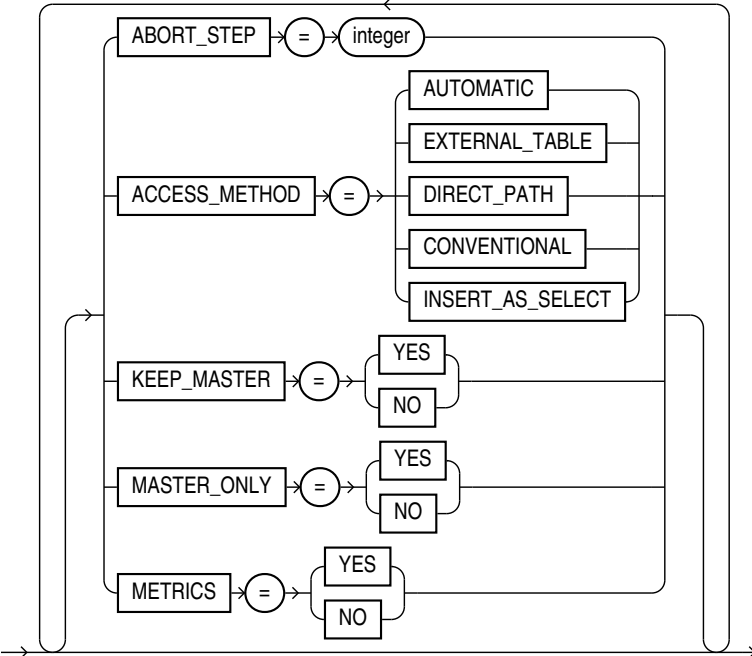 ABORT_STEP = integer
AUTOMATIC
EXTERNAL_TABLE
ACCESS_METHOD = DIRECT_PATH
CONVENTIONAL
INSERT_AS_SELECT
YES
KEEP_MASTER =
NO
YES
MASTER_ONLY =
NO
YES
METRICS =
NO